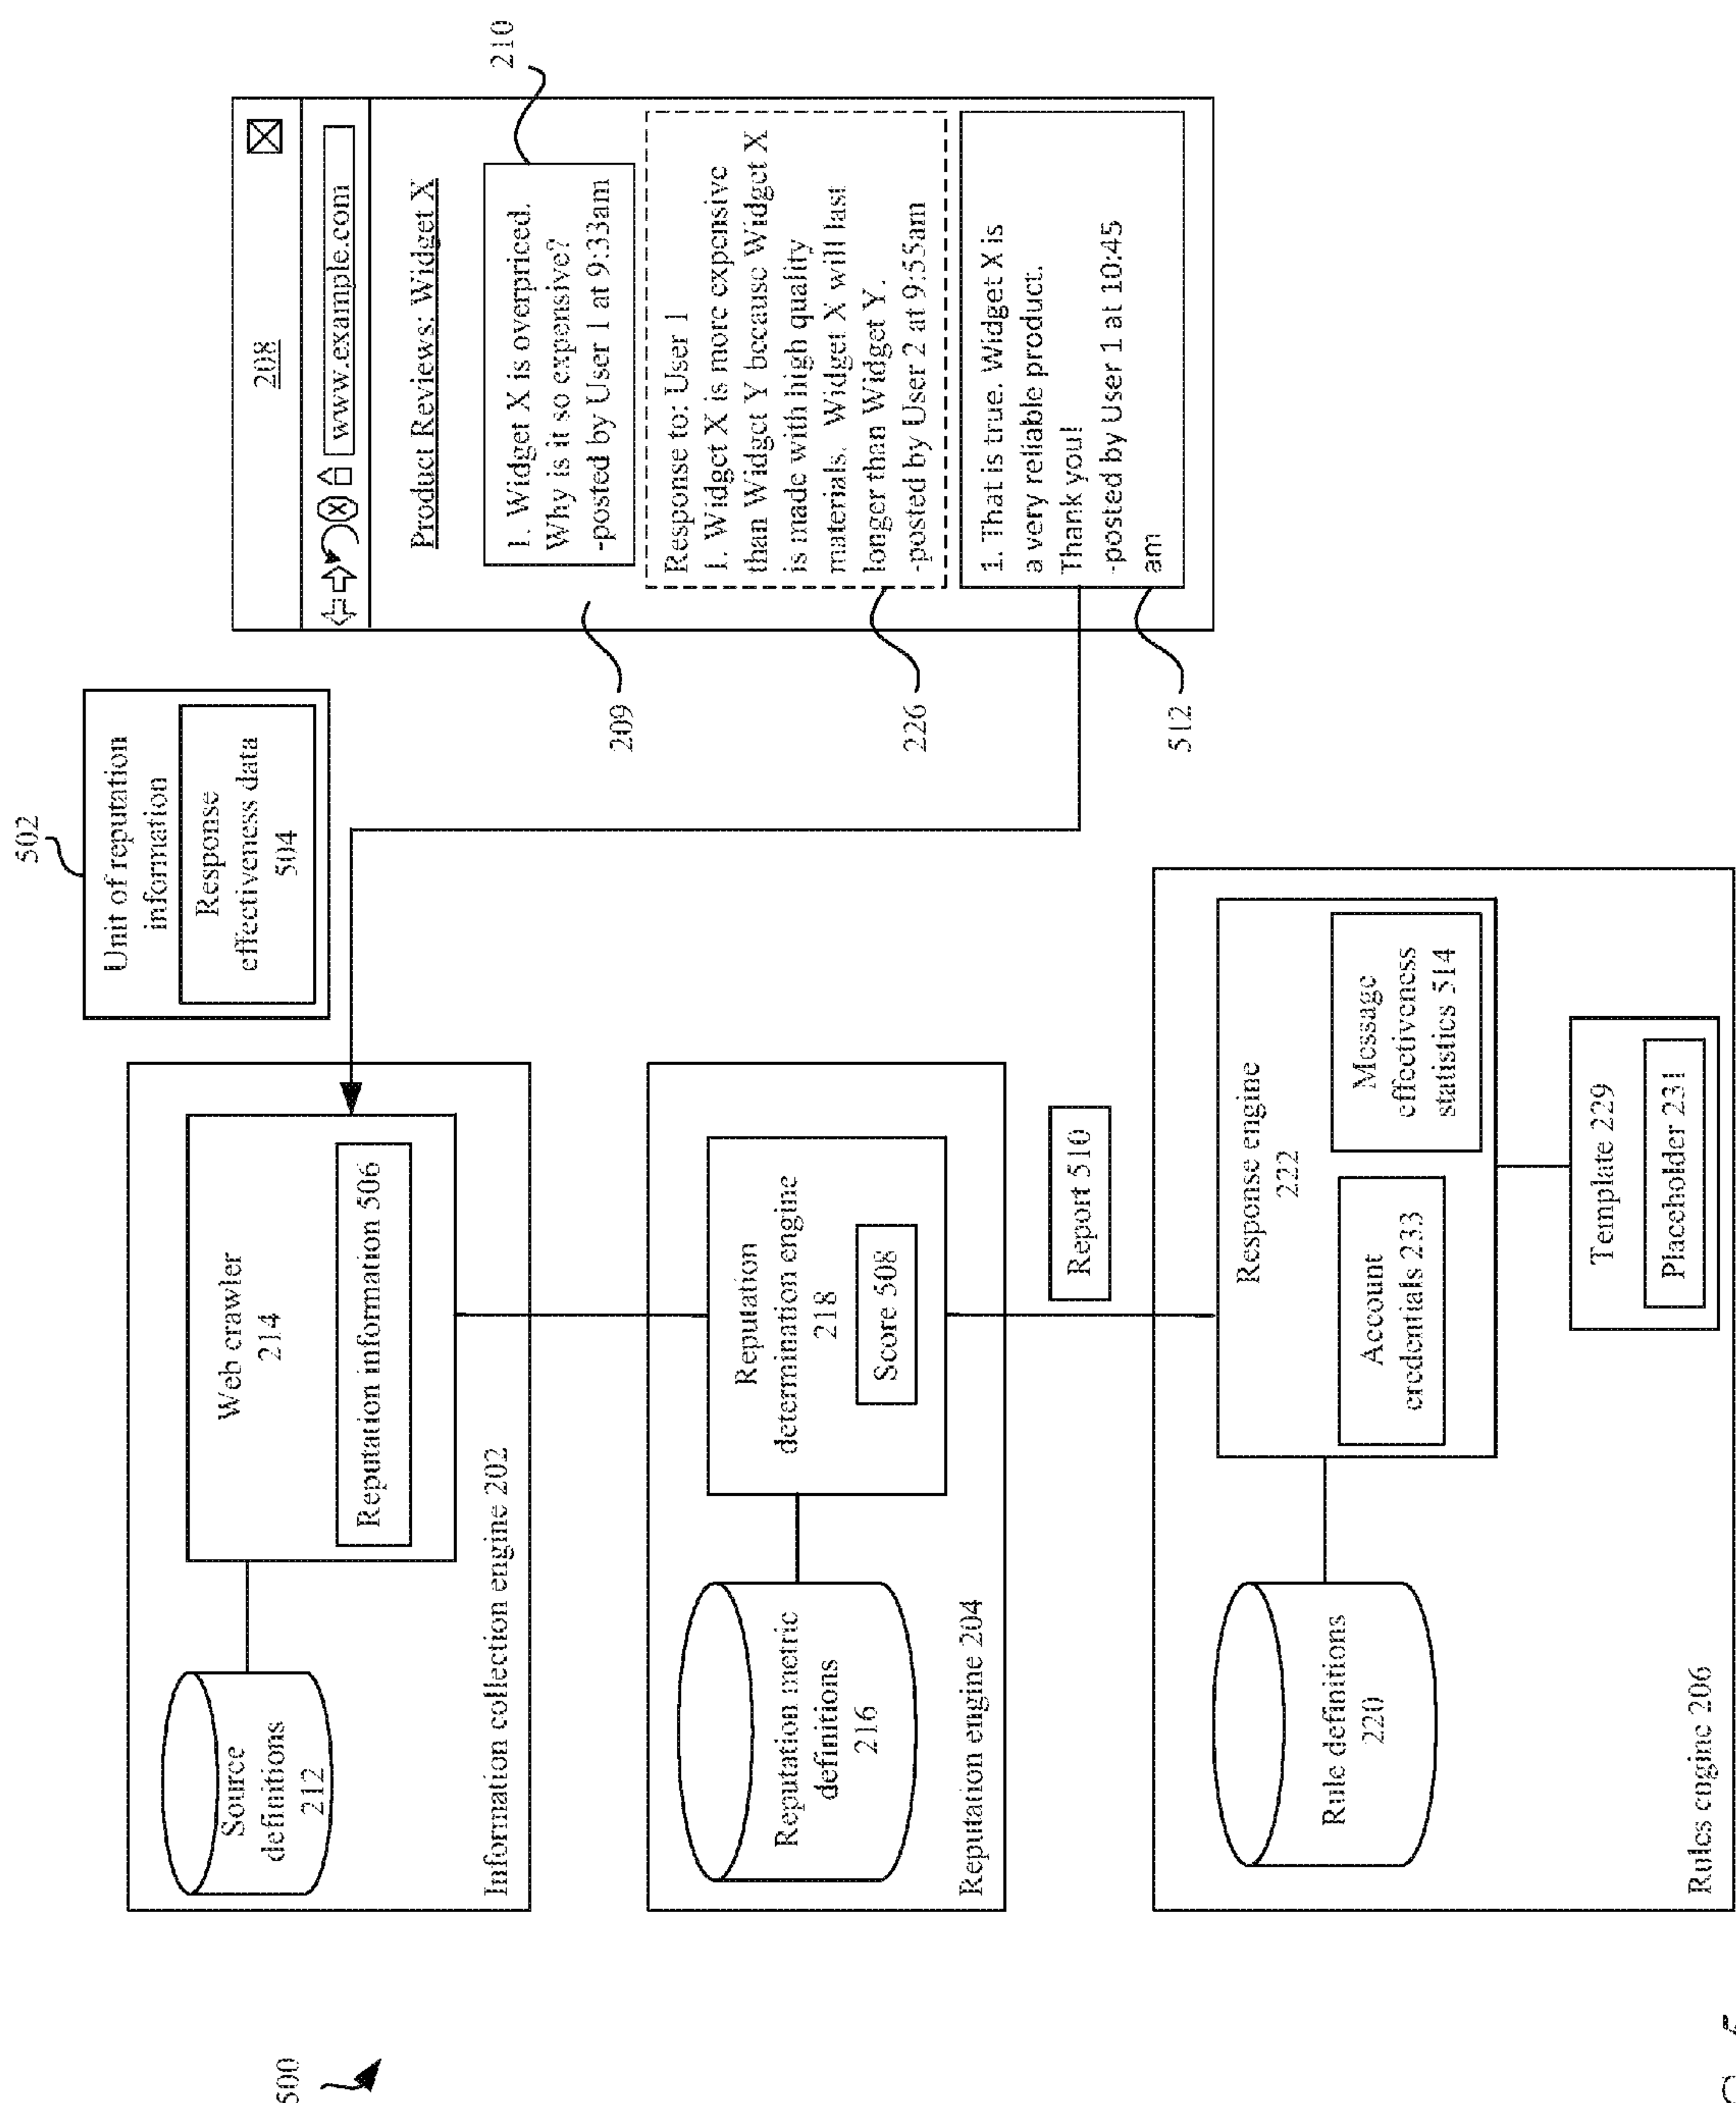 500
Source
definitions
212
Web crawler
214
Reputation information 506
Information collection engine 202
502
Unit of reputation
information
Response
effectiveness data
504
Reputation metric
definitions
216
Reputation
determination engine
218
Score 508
Reputation engine 204
Report 510
Rule definitions
220
Response engine
222
Account
credentials 233
Message
effectiveness
statistics 514
Template 229
Placeholder 231
Rules engine 206
208
www.example.com
Product Reviews: Widget X
210
1. Widget X is overpriced.
Why is it so expensive?
-posted by User 1 at 9:33am
209
Response to: User 1
1. Widget X is more expensive
than Widget Y because Widget X
is made with high quality
materials. Widget X will last
longer than Widget Y.
-posted by User 2 at 9:55am
226
1. That is true. Widget X is
a very reliable product.
Thank you!
-posted by User 1 at 10:45
am
512